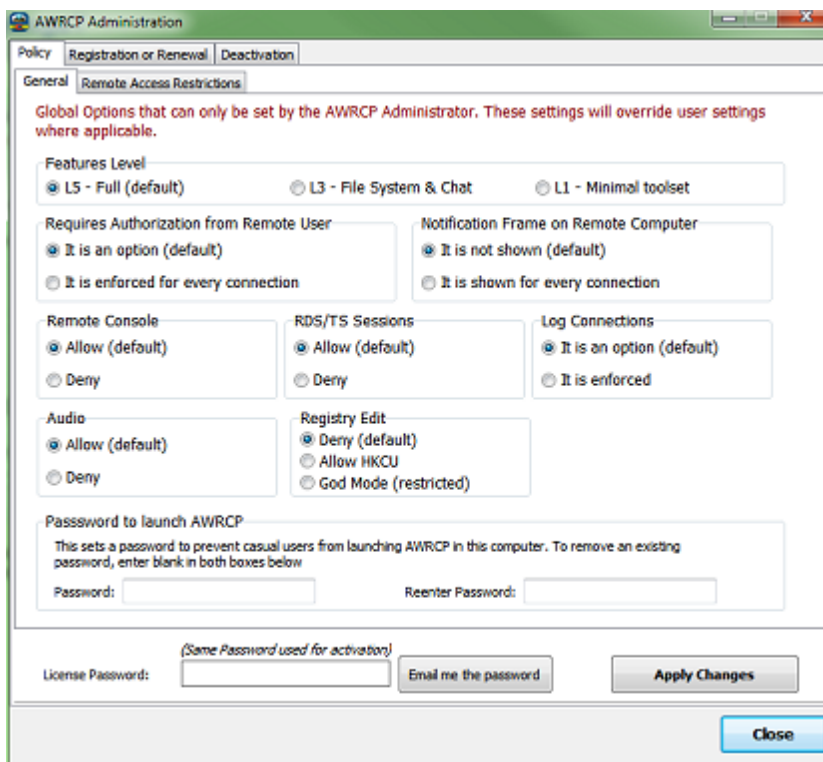 AWRCP Administration
Policy Registration or Renewal Deactivation
General Remote Access Restrictions
Global Options that can only be set by the AWRCP Administrator. These settings will override user settings
where applicable.
Features Level
L5 - Full (default) L3 - File System & Chat L1 - Minimal toolset
Requires Authorization from Remote User Notification Frame on Remote Computer
It is an option (default) It is not shown (default)
It is enforced for every connection It is shown for every connection
Remote Console RDS/TS Sessions Log Connections
Allow (default) Allow (default) It is an option (default)
Deny Deny It is enforced
Audio Registry Edit
Allow (default) Deny (default)
Allow HKCU
Deny God Mode (restricted)
Passsword to launch AWRCP
This sets a password to prevent casual users from launching AWRCP in this computer. To remove an existing
password, enter blank in both boxes below
Password: Reenter Password:
(Same Password used for activation)
License Password: Email me the password Apply Changes
Close